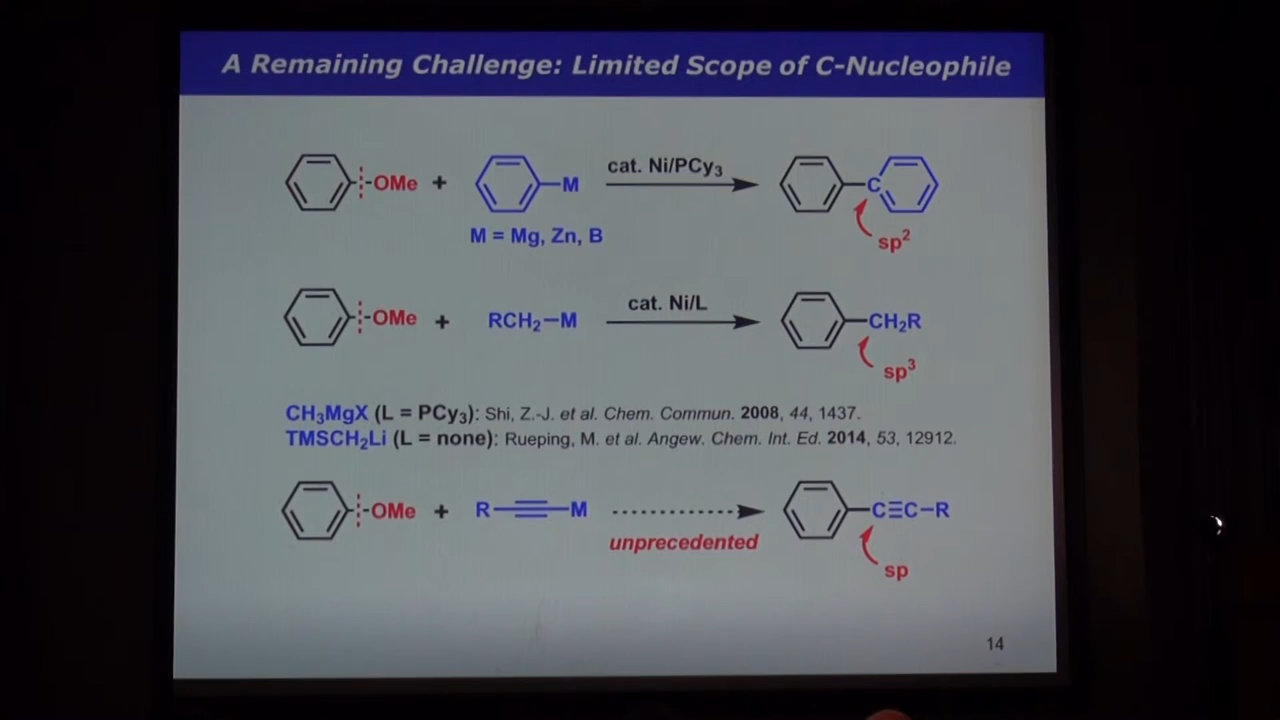 A Remaining Challenge: Limited Scope of C-Nucleophile
OMe + M cat. Ni/PCy₃ C
M = Mg, Zn, B
sp²
OMe + RCH₂–M cat. Ni/L CH₂R
sp³
CH₃MgX (L = PCy₃): Shi, Z.-J. et al. Chem. Commun. 2008, 44, 1437.
TMSCH₂Li (L = none): Rueping, M. et al. Angew. Chem. Int. Ed. 2014, 53, 12912.
OMe + R M C≡C–R
unprecedented
sp
14